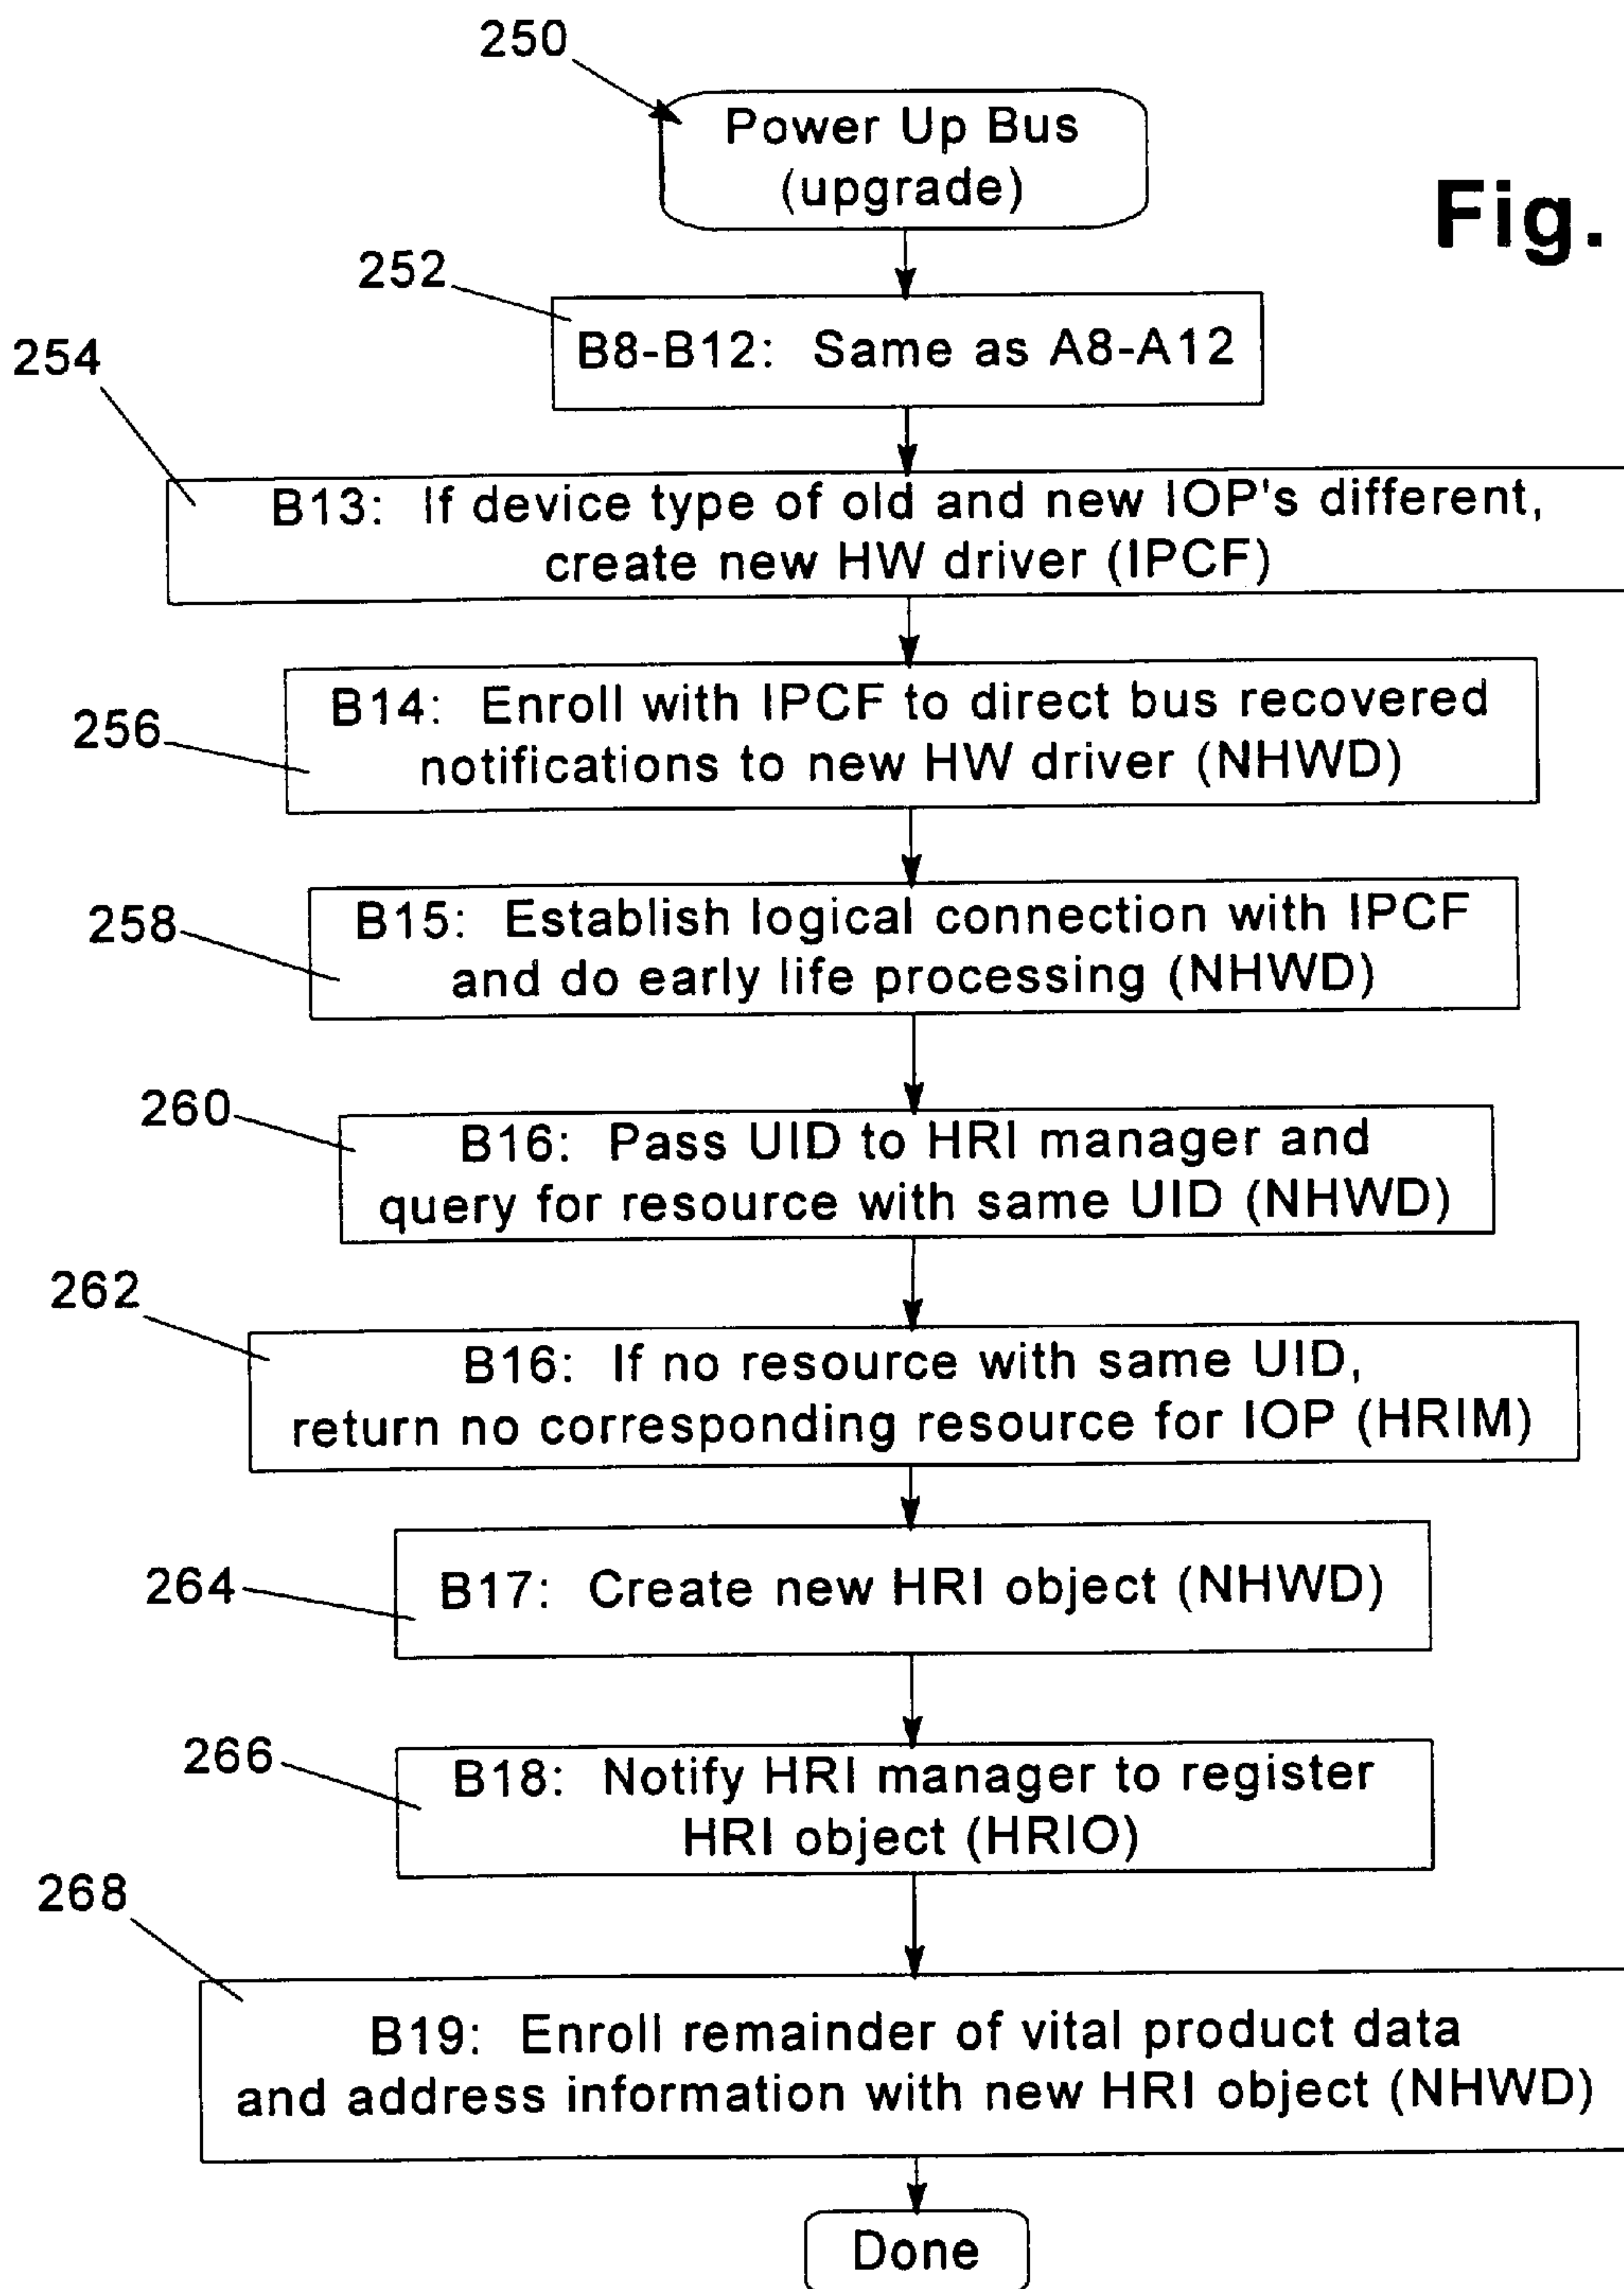 250
Power Up Bus
(upgrade)
Fig.
252
B8-B12: Same as A8-A12
254
B13: If device type of old and new IOP's different,
create new HW driver (IPCF)
256
B14: Enroll with IPCF to direct bus recovered
notifications to new HW driver (NHWD)
258
B15: Establish logical connection with IPCF
and do early life processing (NHWD)
260
B16: Pass UID to HRI manager and
query for resource with same UID (NHWD)
262
B16: If no resource with same UID,
return no corresponding resource for IOP (HRIM)
264
B17: Create new HRI object (NHWD)
266
B18: Notify HRI manager to register
HRI object (HRIO)
268
B19: Enroll remainder of vital product data
and address information with new HRI object (NHWD)
Done